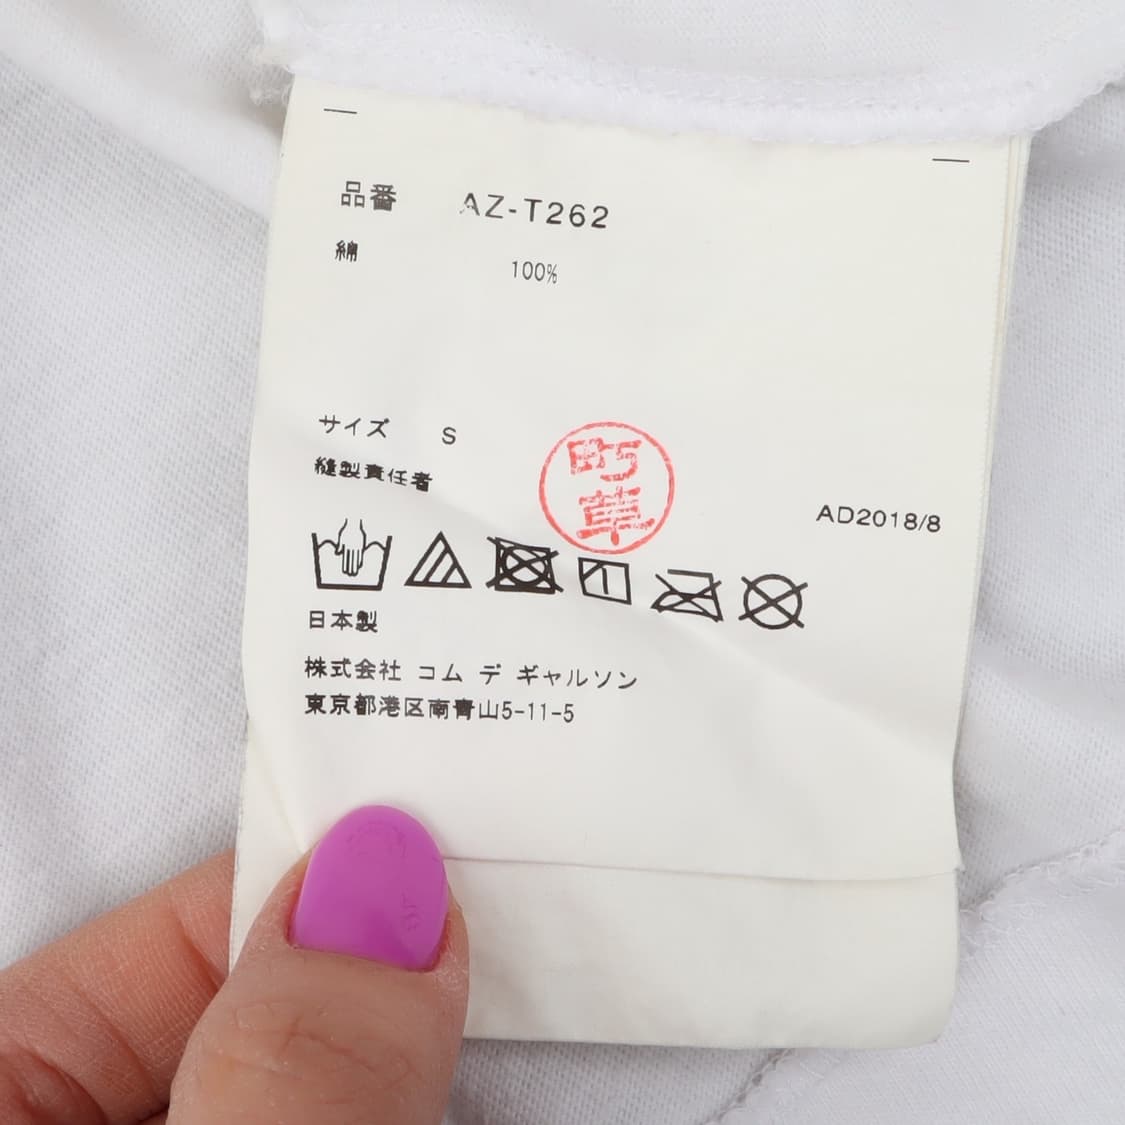 品番 AZ-T262
綿 100%
サイズ S
縫製責任者
AD2018/8
日本製
株式会社 コム デ ギャルソン
東京都港区南青山5-11-5